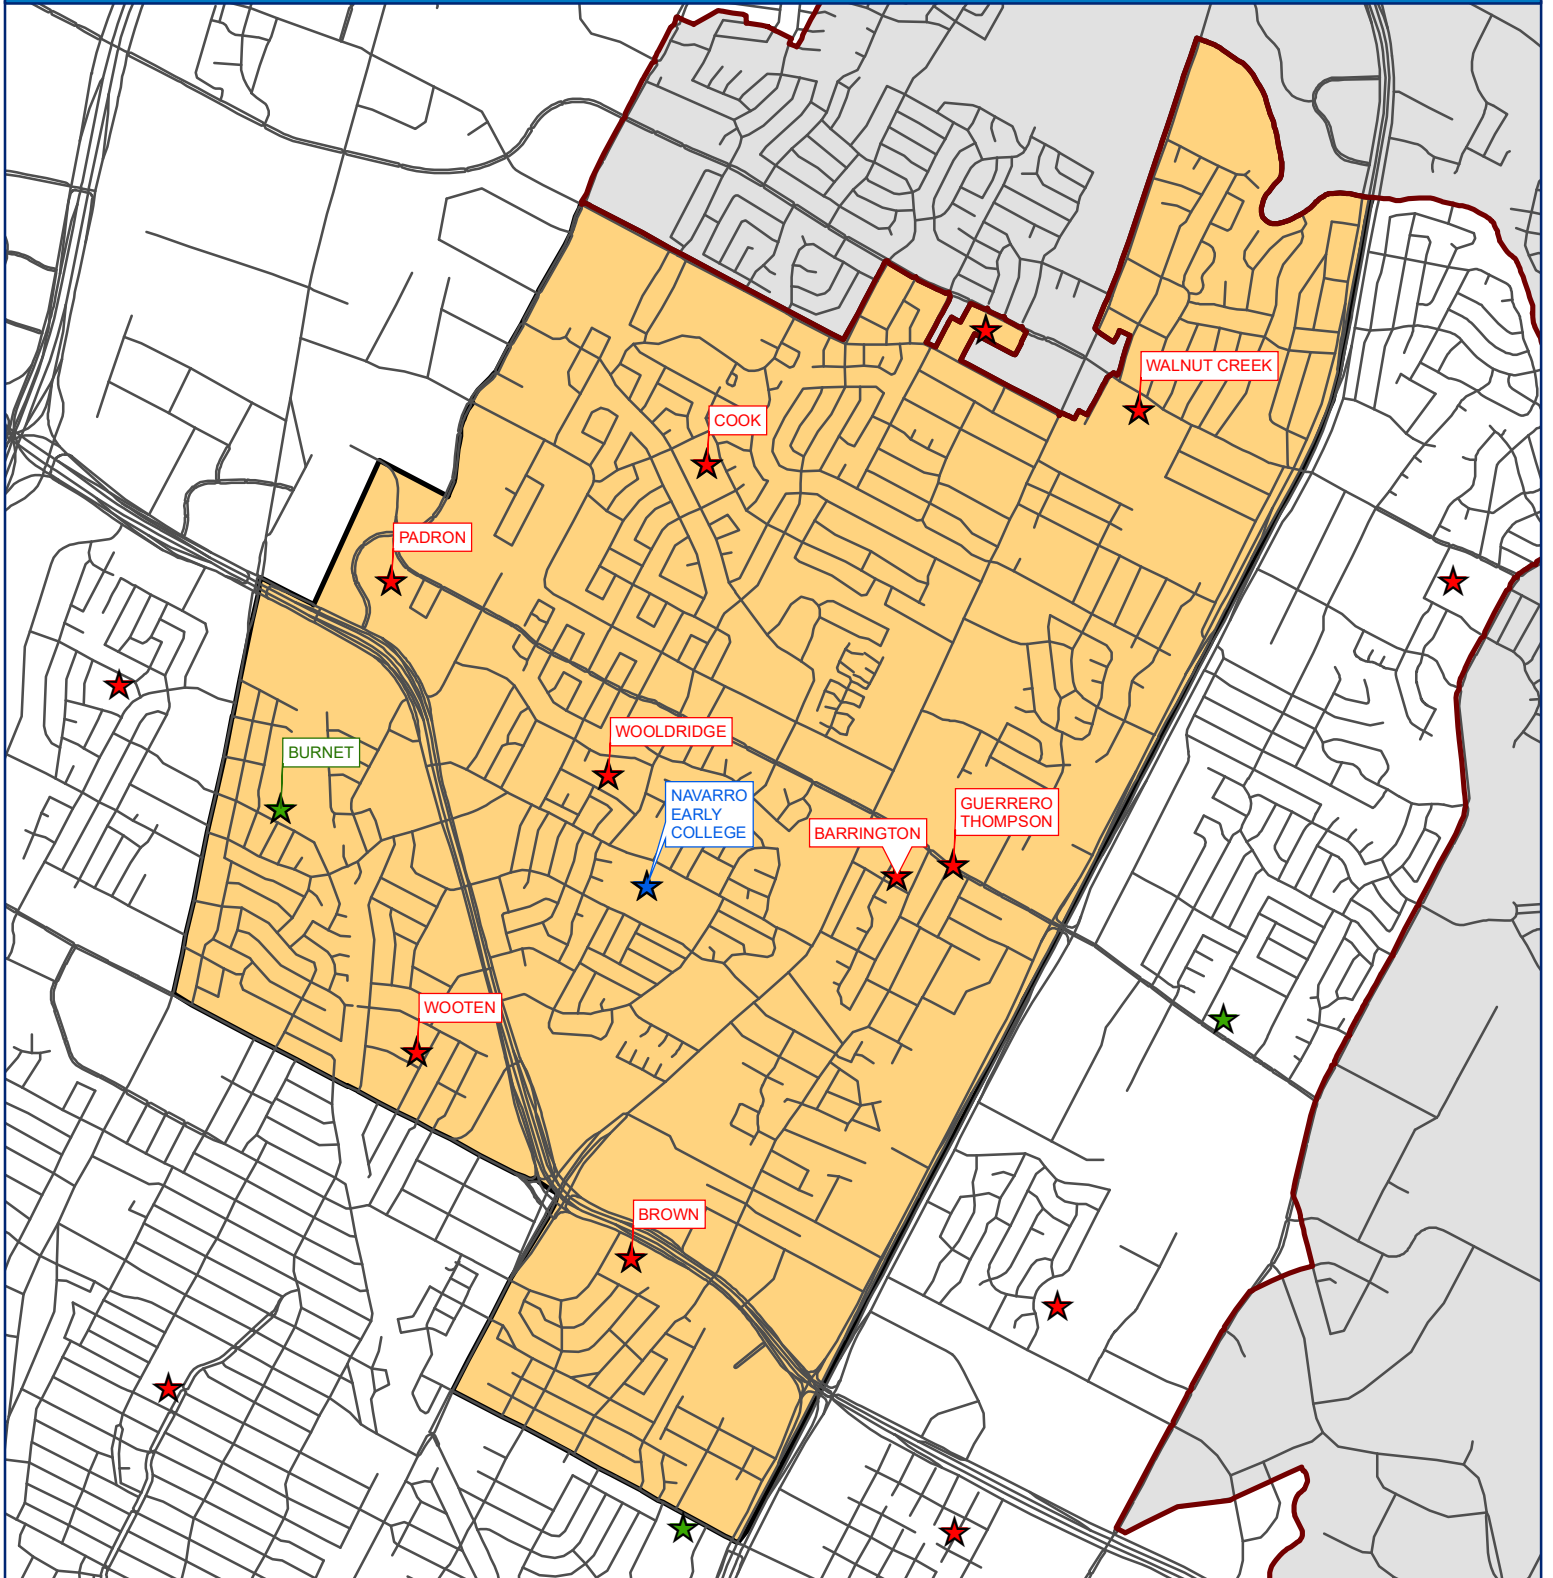 WALNUT CREEK
COOK
PADRON
WOOLDRIDGE
BURNET
NAVARRO
EARLY
COLLEGE
GUERRERO
THOMPSON
BARRINGTON
WOOTEN
BROWN